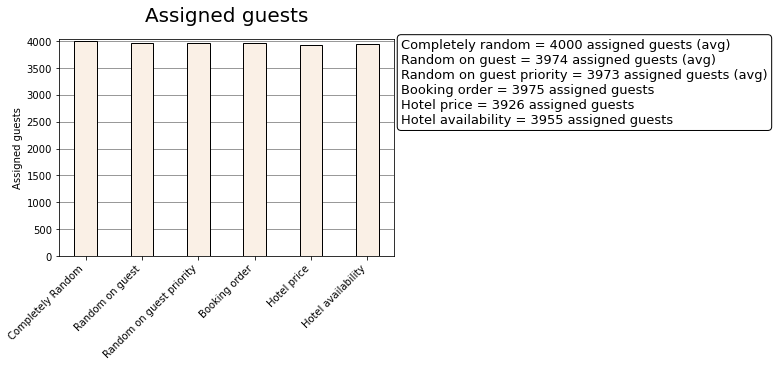 Assigned guests
Completely random = 4000 assigned guests (avg)
Random on guest = 3974 assigned guests (avg)
Random on guest priority = 3973 assigned guests (avg)
Booking order = 3975 assigned guests
Hotel price = 3926 assigned guests
Hotel availability = 3955 assigned guests
Assigned guests
4000
3500
3000
2500
2000
1500
1000
500
0
Completely Random
Random on guest
Random on guest priority
Booking order
Hotel price
Hotel availability